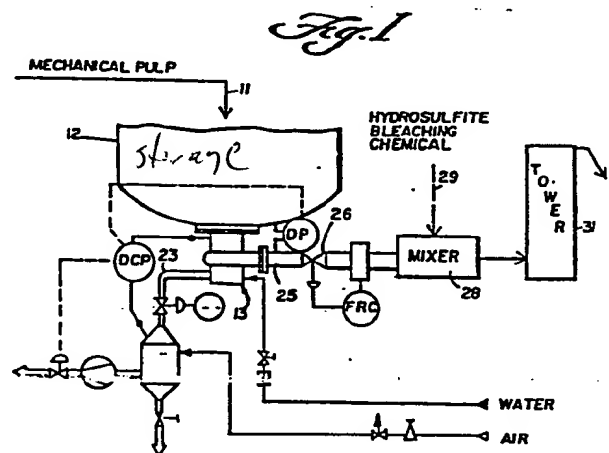 Fig. 1
MECHANICAL PULP
11
12
storage
HYDROSULFITE
BLEACHING
CHEMICAL
29
TOWER
31
DP
26
DCP
23
25
13
FRC
MIXER
28
WATER
AIR